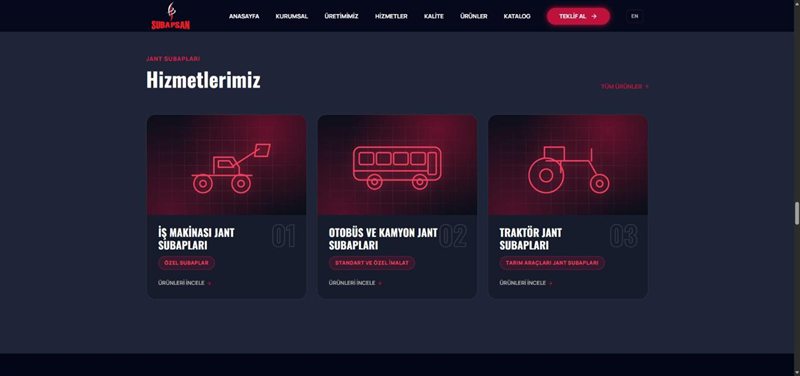 SUBAPSAN
ANASAYFA KURUMSAL ÜRETİMİMİZ HİZMETLER KALİTE ÜRÜNLER KATALOG TEKLİF AL → EN
JANT SUBAPLARI
Hizmetlerimiz
TÜM ÜRÜNLER →
01
İŞ MAKİNASI JANT
SUBAPLARI
ÖZEL SUBAPLAR
ÜRÜNLERİ İNCELE →
02
OTOBÜS VE KAMYON JANT
SUBAPLARI
STANDART VE ÖZEL İMALAT
ÜRÜNLERİ İNCELE →
03
TRAKTÖR JANT
SUBAPLARI
TARIM ARAÇLARI JANT SUBAPLARI
ÜRÜNLERİ İNCELE →